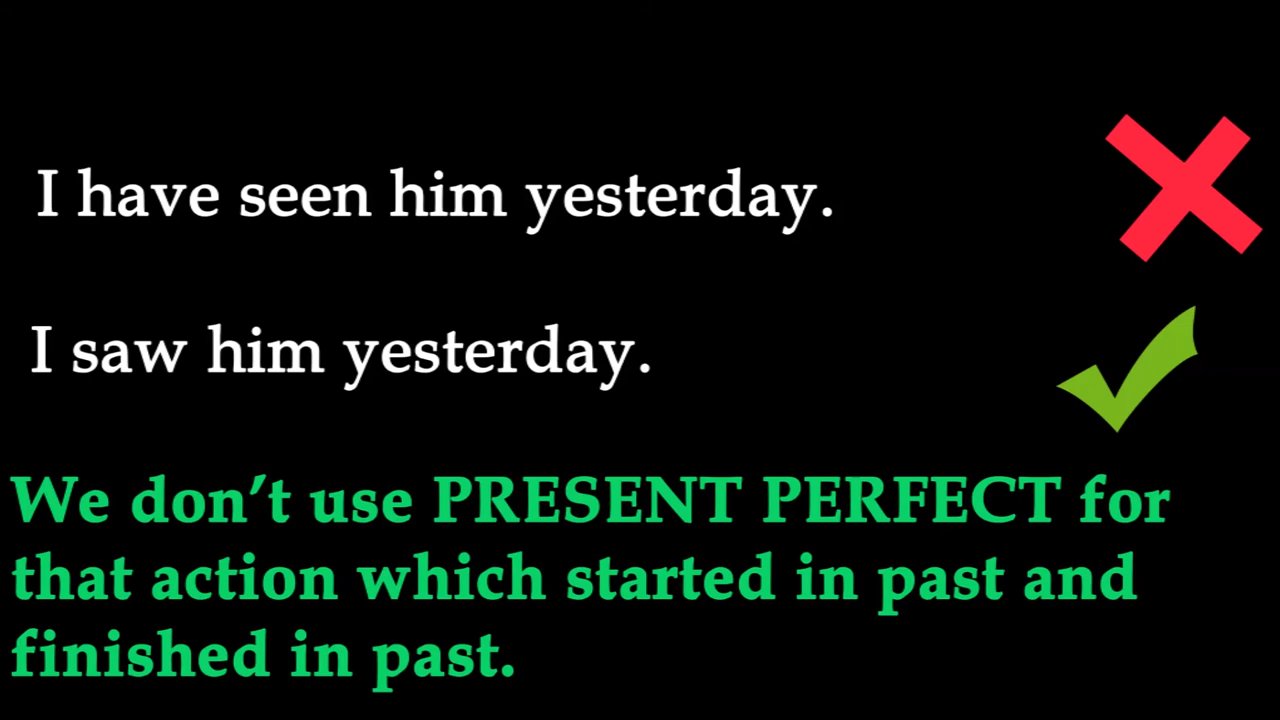 I have seen him yesterday.
I saw him yesterday.
We don’t use PRESENT PERFECT for
that action which started in past and
finished in past.